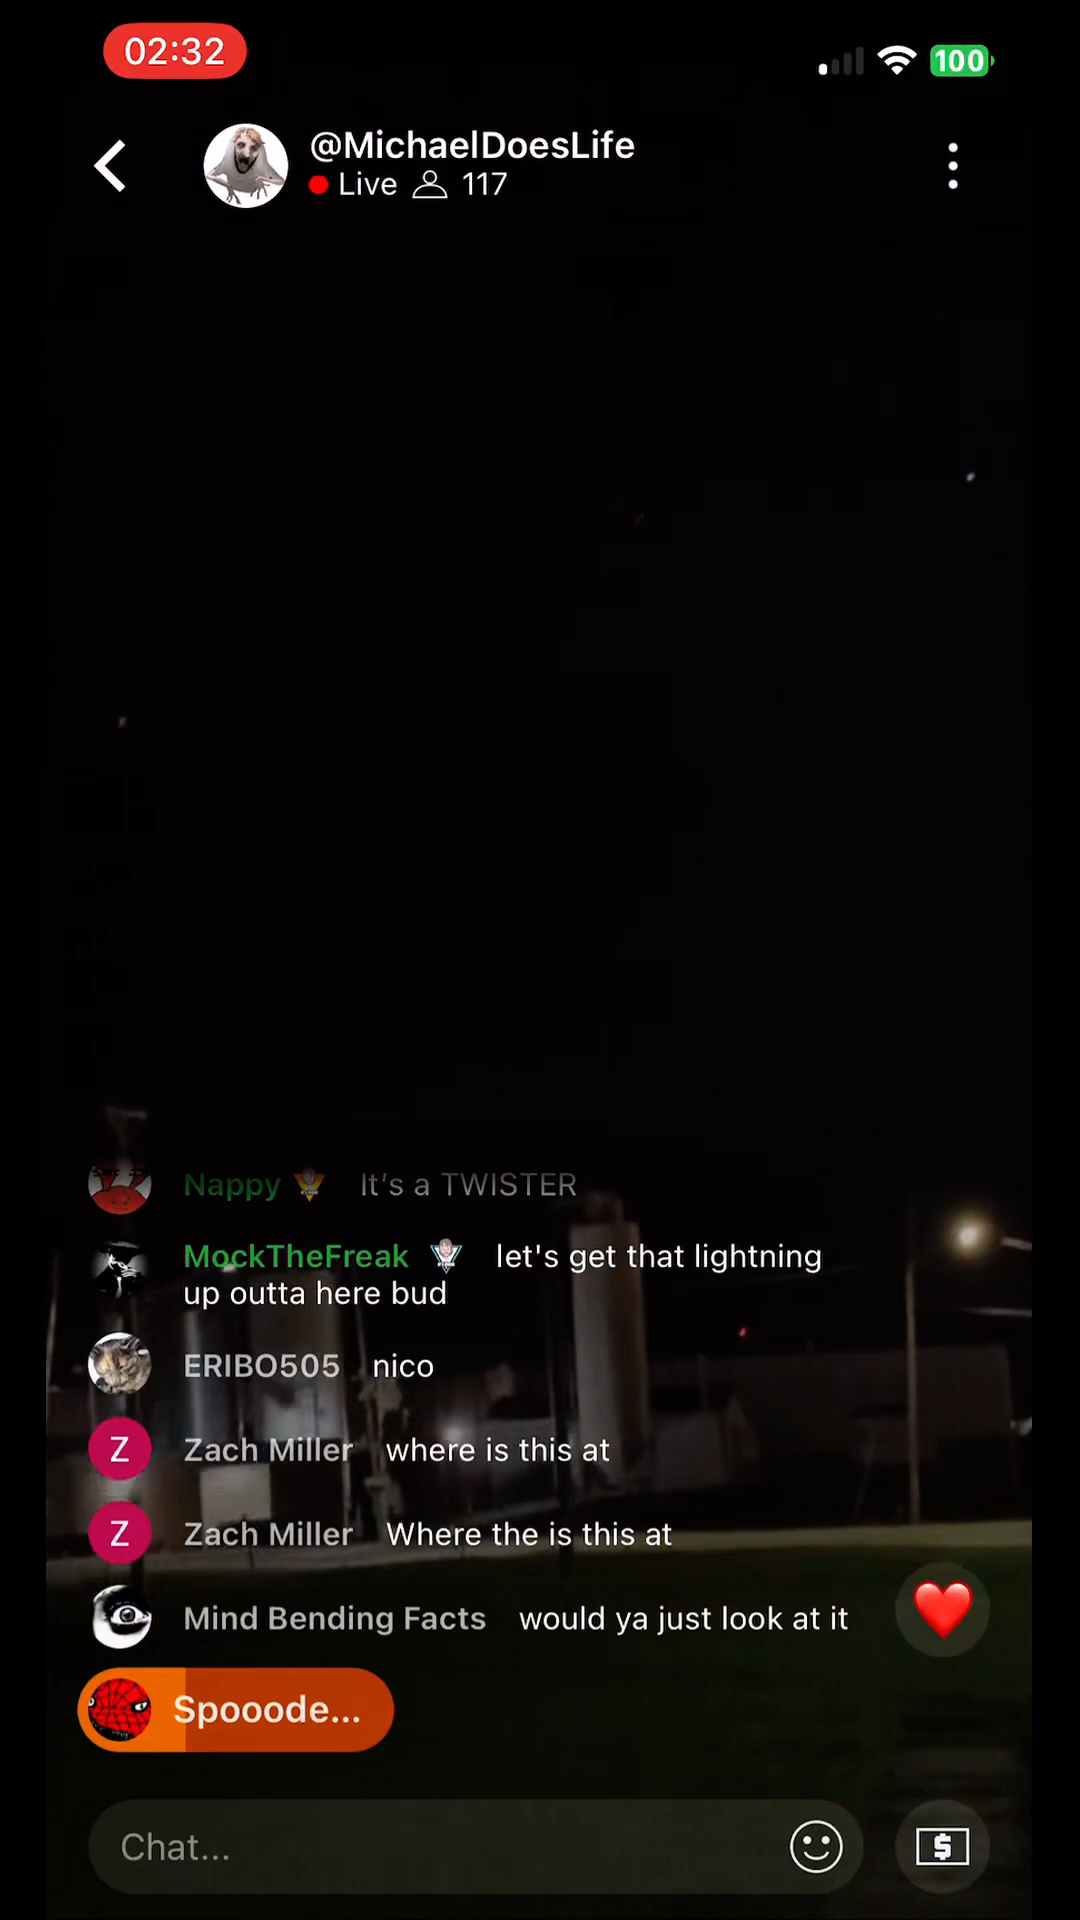 02:32
100
@MichaelDoesLife
Live 117
Nappy It's a TWISTER
MockTheFreak let's get that lightning
up outta here bud
ERIBO505 nico
Z Zach Miller where is this at
Z Zach Miller Where the is this at
Mind Bending Facts would ya just look at it
Spooode...
Chat...
$